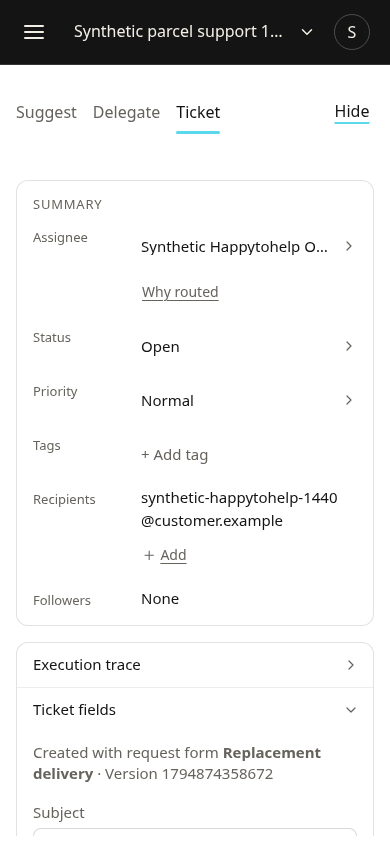 Synthetic parcel support 1...
S
Suggest Delegate Ticket Hide
SUMMARY
Assignee
Synthetic Happytohelp O...
Why routed
Status
Open
Priority
Normal
Tags
+ Add tag
Recipients
synthetic-happytohelp-1440
@customer.example
+ Add
Followers
None
Execution trace
Ticket fields
Created with request form Replacement
delivery · Version 1794874358672
Subject